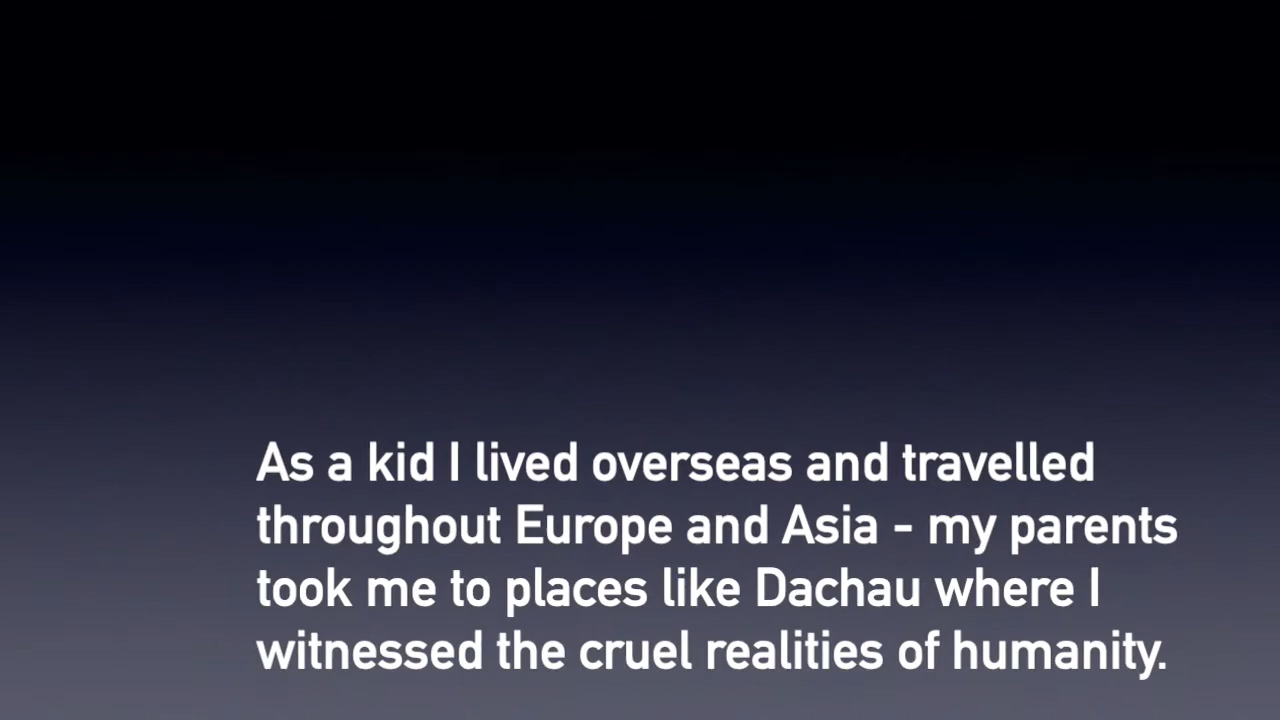 As a kid I lived overseas and travelled
throughout Europe and Asia - my parents
took me to places like Dachau where I
witnessed the cruel realities of humanity.